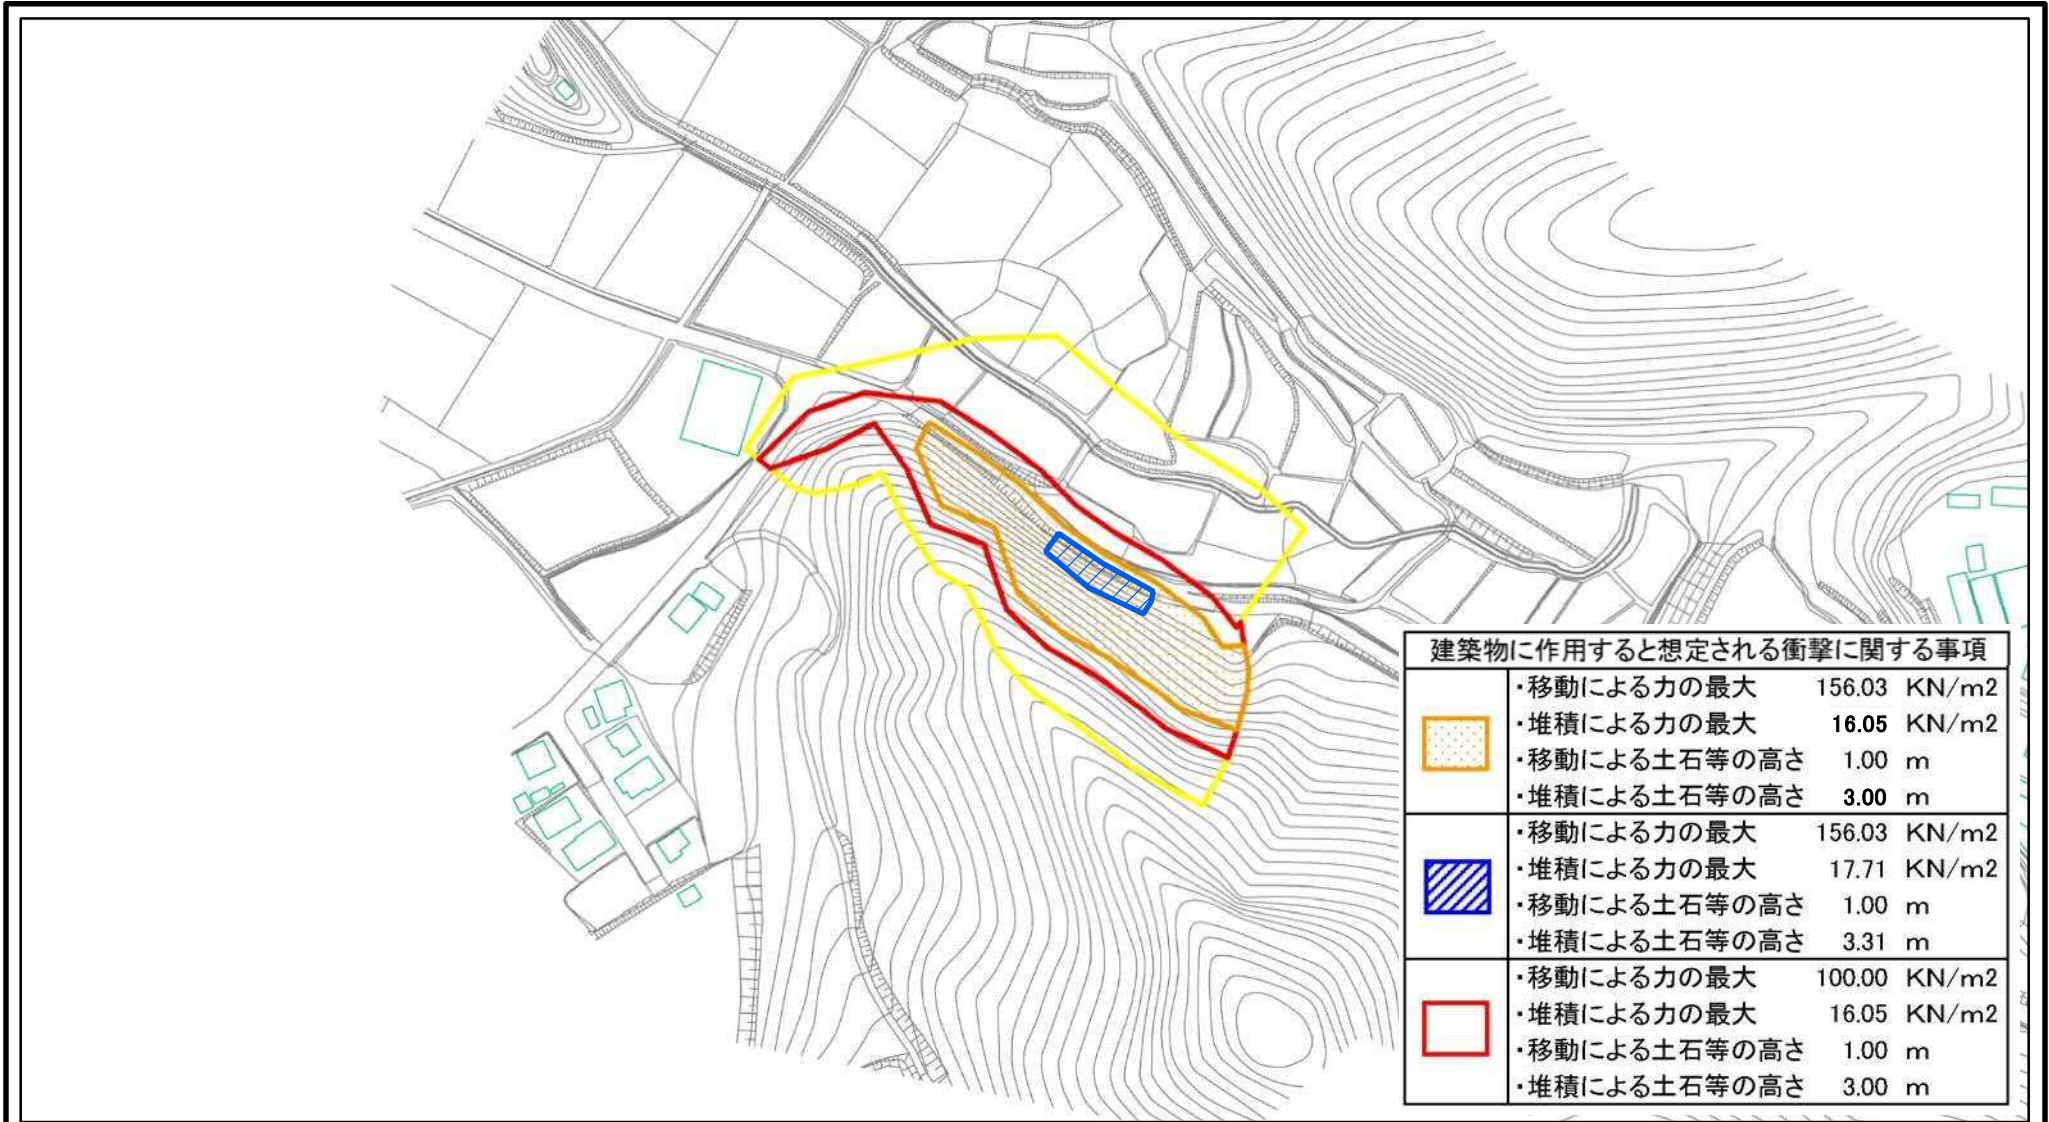 建築物に作用すると想定される衝撃に関する事項
・移動による力の最大 156.03 KN/m2
・堆積による力の最大 16.05 KN/m2
・移動による土石等の高さ 1.00 m
・堆積による土石等の高さ 3.00 m
・移動による力の最大 156.03 KN/m2
・堆積による力の最大 17.71 KN/m2
・移動による土石等の高さ 1.00 m
・堆積による土石等の高さ 3.31 m
・移動による力の最大 100.00 KN/m2
・堆積による力の最大 16.05 KN/m2
・移動による土石等の高さ 1.00 m
・堆積による土石等の高さ 3.00 m